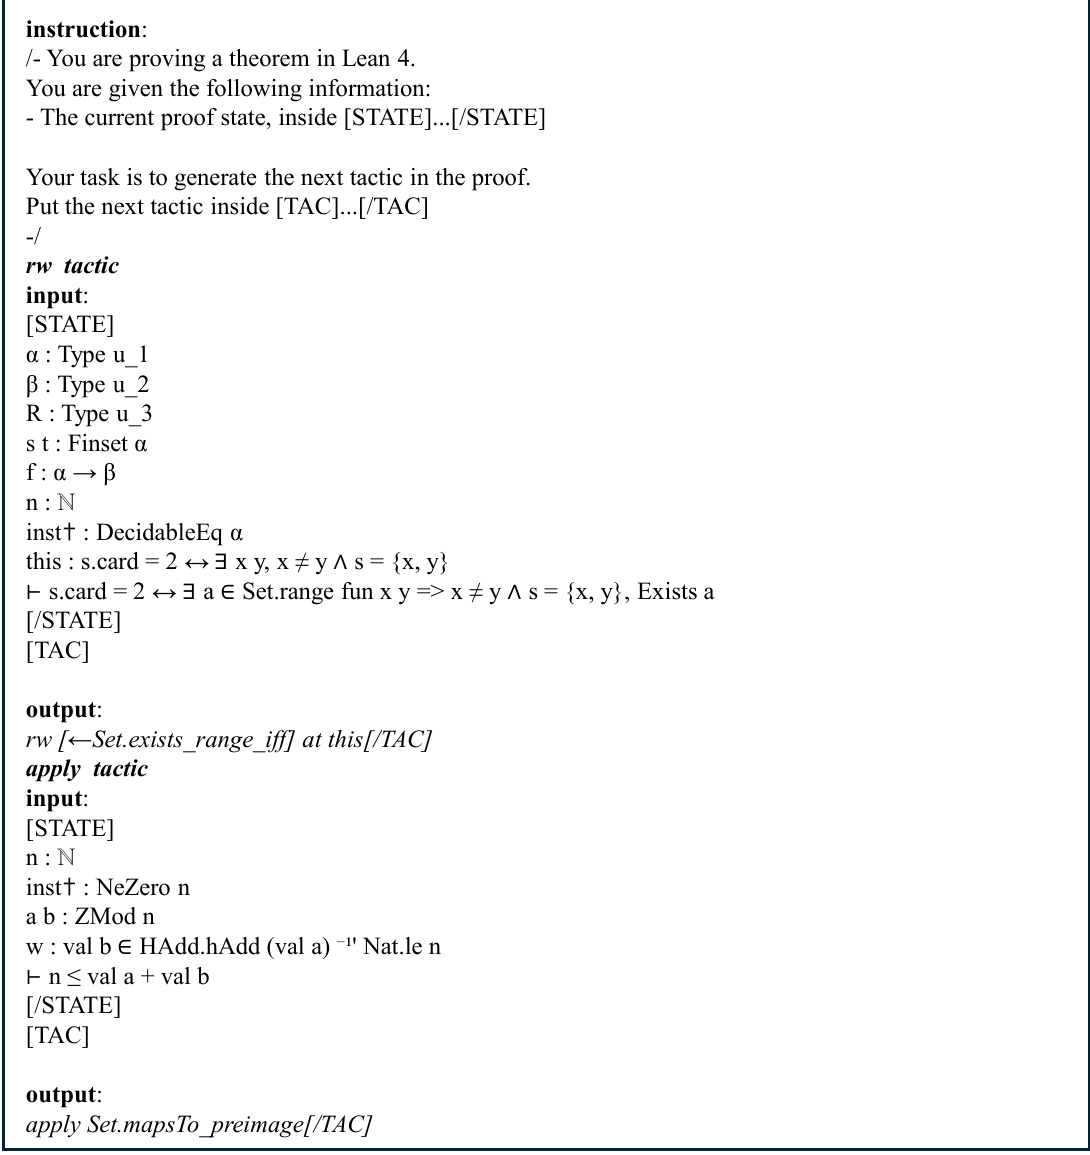 instruction:
/- You are proving a theorem in Lean 4.
You are given the following information:
- The current proof state, inside [STATE]...[/STATE]
Your task is to generate the next tactic in the proof.
Put the next tactic inside [TAC]...[/TAC]
-/
rw tactic
input:
[STATE]
α : Type u_1
β : Type u_2
R : Type u_3
s t : Finset α
f : α → β
n : ℕ
inst† : DecidableEq α
this : s.card = 2 ↔ ∃ x y, x ≠ y ∧ s = {x, y}
⊢ s.card = 2 ↔ ∃ a ∈ Set.range fun x y => x ≠ y ∧ s = {x, y}, Exists a
[/STATE]
[TAC]
output:
rw [←Set.exists_range_iff] at this[/TAC]
apply tactic
input:
[STATE]
n : ℕ
inst† : NeZero n
a b : ZMod n
w : val b ∈ HAdd.hAdd (val a) ⁻¹' Nat.le n
⊢ n ≤ val a + val b
[/STATE]
[TAC]
output:
apply Set.mapsTo_preimage[/TAC]